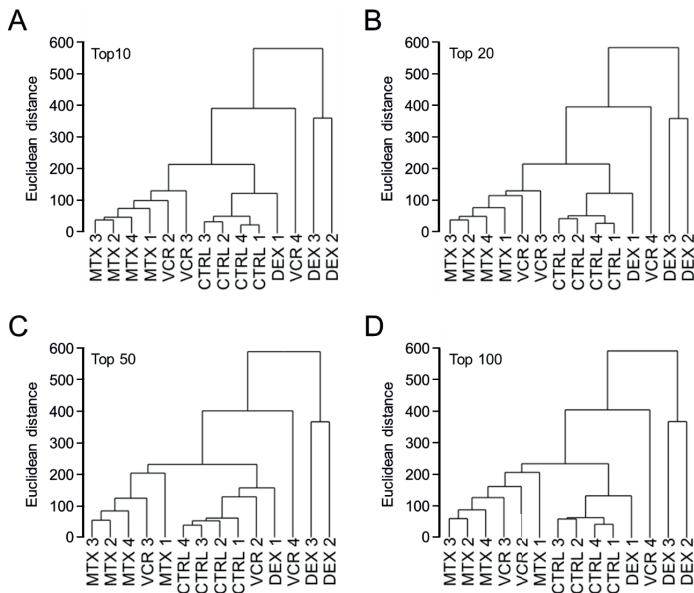 A
B
Top10
Top 20
Euclidean distance
600
500
400
300
200
100
0
MTX 3
MTX 2
MTX 4
MTX 1
VCR 2
VCR 3
CTRL 3
CTRL 2
CTRL 4
CTRL 1
DEX 1
VCR 4
DEX 3
DEX 2
Euclidean distance
600
500
400
300
200
100
0
MTX 3
MTX 2
MTX 4
MTX 1
VCR 2
VCR 3
CTRL 3
CTRL 2
CTRL 4
CTRL 1
DEX 1
VCR 4
DEX 3
DEX 2
C
D
Top 50
Top 100
Euclidean distance
600
500
400
300
200
100
0
MTX 3
MTX 2
MTX 4
VCR 3
MTX 1
CTRL 4
CTRL 3
CTRL 2
CTRL 1
VCR 2
DEX 1
VCR 4
DEX 3
DEX 2
Euclidean distance
600
500
400
300
200
100
0
MTX 3
MTX 2
MTX 4
VCR 3
VCR 2
MTX 1
CTRL 3
CTRL 2
CTRL 4
CTRL 1
DEX 1
VCR 4
DEX 3
DEX 2